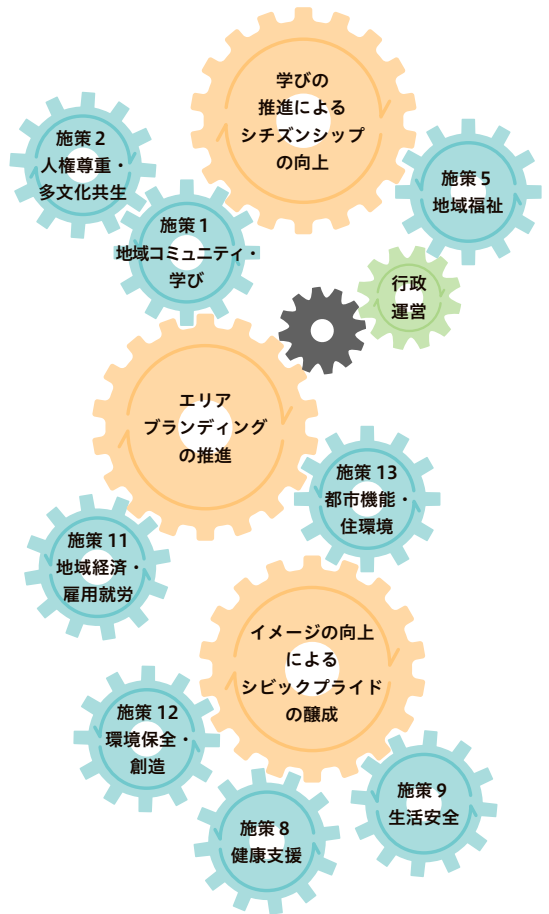 学びの
推進による
シチズンシップ
の向上
施策 2
人権尊重・
多文化共生
施策 5
地域福祉
施策 1
地域コミュニティ・
学び
行政
運営
エリア
ブランディング
の推進
施策 13
都市機能・
住環境
施策 11
地域経済・
雇用就労
イメージの向上
による
シビックプライド
の醸成
施策 12
環境保全・
創造
施策 9
生活安全
施策 8
健康支援